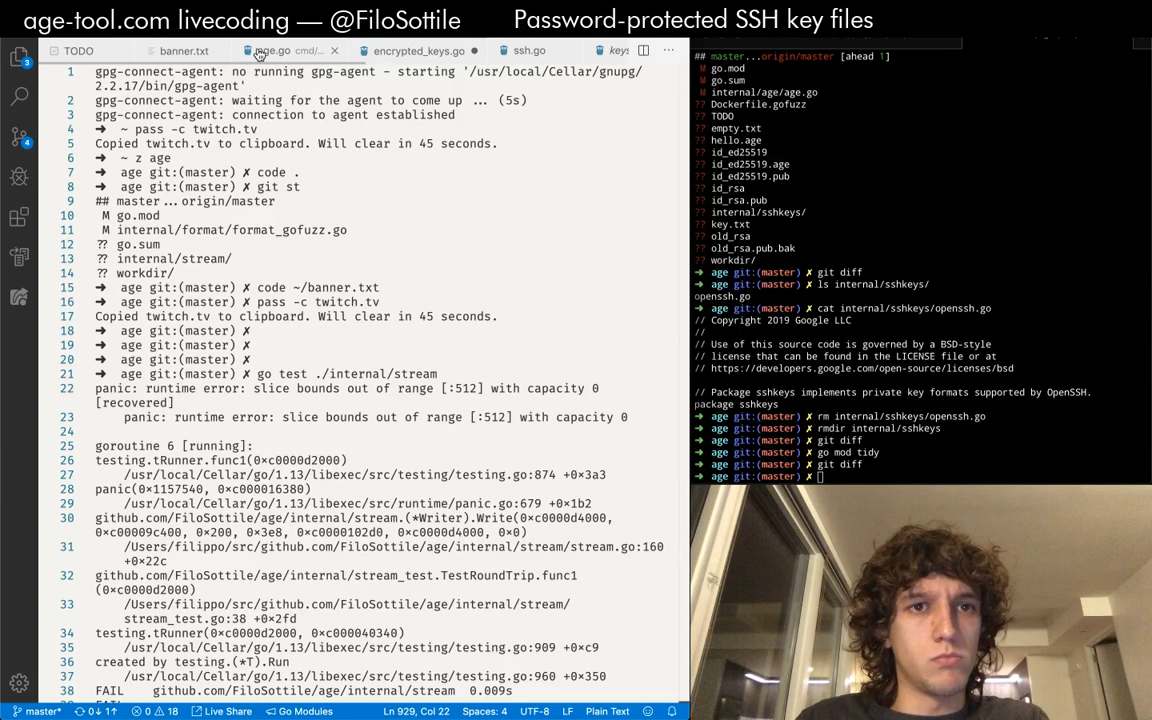 age-tool.com livecoding — @FiloSottile
Password-protected SSH key files
TODO
banner.txt
age.go cmd/...
encrypted_keys.go
ssh.go
keys
3
4
1 gpg-connect-agent: no running gpg-agent - starting '/usr/local/Cellar/gnupg/
2.2.17/bin/gpg-agent'
2 gpg-connect-agent: waiting for the agent to come up ... (5s)
3 gpg-connect-agent: connection to agent established
4 ➜ ~ pass -c twitch.tv
5 Copied twitch.tv to clipboard. Will clear in 45 seconds.
6 ➜ ~ z age
7 ➜ age git:(master) ✗ code .
8 ➜ age git:(master) ✗ git st
9 ## master...origin/master
10 M go.mod
11 M internal/format/format_gofuzz.go
12 ?? go.sum
13 ?? internal/stream/
14 ?? workdir/
15 ➜ age git:(master) ✗ code ~/banner.txt
16 ➜ age git:(master) ✗ pass -c twitch.tv
17 Copied twitch.tv to clipboard. Will clear in 45 seconds.
18 ➜ age git:(master) ✗
19 ➜ age git:(master) ✗
20 ➜ age git:(master) ✗
21 ➜ age git:(master) ✗ go test ./internal/stream
22 panic: runtime error: slice bounds out of range [:512] with capacity 0
[recovered]
23 panic: runtime error: slice bounds out of range [:512] with capacity 0
24
25 goroutine 6 [running]:
26 testing.tRunner.func1(0xc0000d2000)
27 /usr/local/Cellar/go/1.13/libexec/src/testing/testing.go:874 +0x3a3
28 panic(0x1157540, 0xc000016380)
29 /usr/local/Cellar/go/1.13/libexec/src/runtime/panic.go:679 +0x1b2
30 github.com/FiloSottile/age/internal/stream.(*Writer).Write(0xc0000d4000,
0xc00009c400, 0x200, 0x3e8, 0xc0000102d0, 0xc0000d4000, 0x0)
31 /Users/filippo/src/github.com/FiloSottile/age/internal/stream/stream.go:160
+0x22c
32 github.com/FiloSottile/age/internal/stream_test.TestRoundTrip.func1
(0xc0000d2000)
33 /Users/filippo/src/github.com/FiloSottile/age/internal/stream/
stream_test.go:38 +0x2fd
34 testing.tRunner(0xc0000d2000, 0xc000040340)
35 /usr/local/Cellar/go/1.13/libexec/src/testing/testing.go:909 +0xc9
36 created by testing.(*T).Run
37 /usr/local/Cellar/go/1.13/libexec/src/testing/testing.go:960 +0x350
38 FAIL github.com/FiloSottile/age/internal/stream 0.009s
master* 0↓ 1↑ 0 18 Live Share Go Modules Ln 929, Col 22 Spaces: 4 UTF-8 LF Plain Text
## master...origin/master [ahead 1]
M go.mod
M go.sum
M internal/age/age.go
?? Dockerfile.gofuzz
?? TODO
?? empty.txt
?? hello.age
?? id_ed25519
?? id_ed25519.age
?? id_ed25519.pub
?? id_rsa
?? id_rsa.pub
?? internal/sshkeys/
?? key.txt
?? old_rsa
?? old_rsa.pub.bak
?? workdir/
➜ age git:(master) ✗ git diff
➜ age git:(master) ✗ ls internal/sshkeys/
openssh.go
➜ age git:(master) ✗ cat internal/sshkeys/openssh.go
// Copyright 2019 Google LLC
//
// Use of this source code is governed by a BSD-style
// license that can be found in the LICENSE file or at
// https://developers.google.com/open-source/licenses/bsd
// Package sshkeys implements private key formats supported by OpenSSH.
package sshkeys
➜ age git:(master) ✗ rm internal/sshkeys/openssh.go
➜ age git:(master) ✗ rmdir internal/sshkeys
➜ age git:(master) ✗ git diff
➜ age git:(master) ✗ go mod tidy
➜ age git:(master) ✗ git diff
➜ age git:(master) ✗